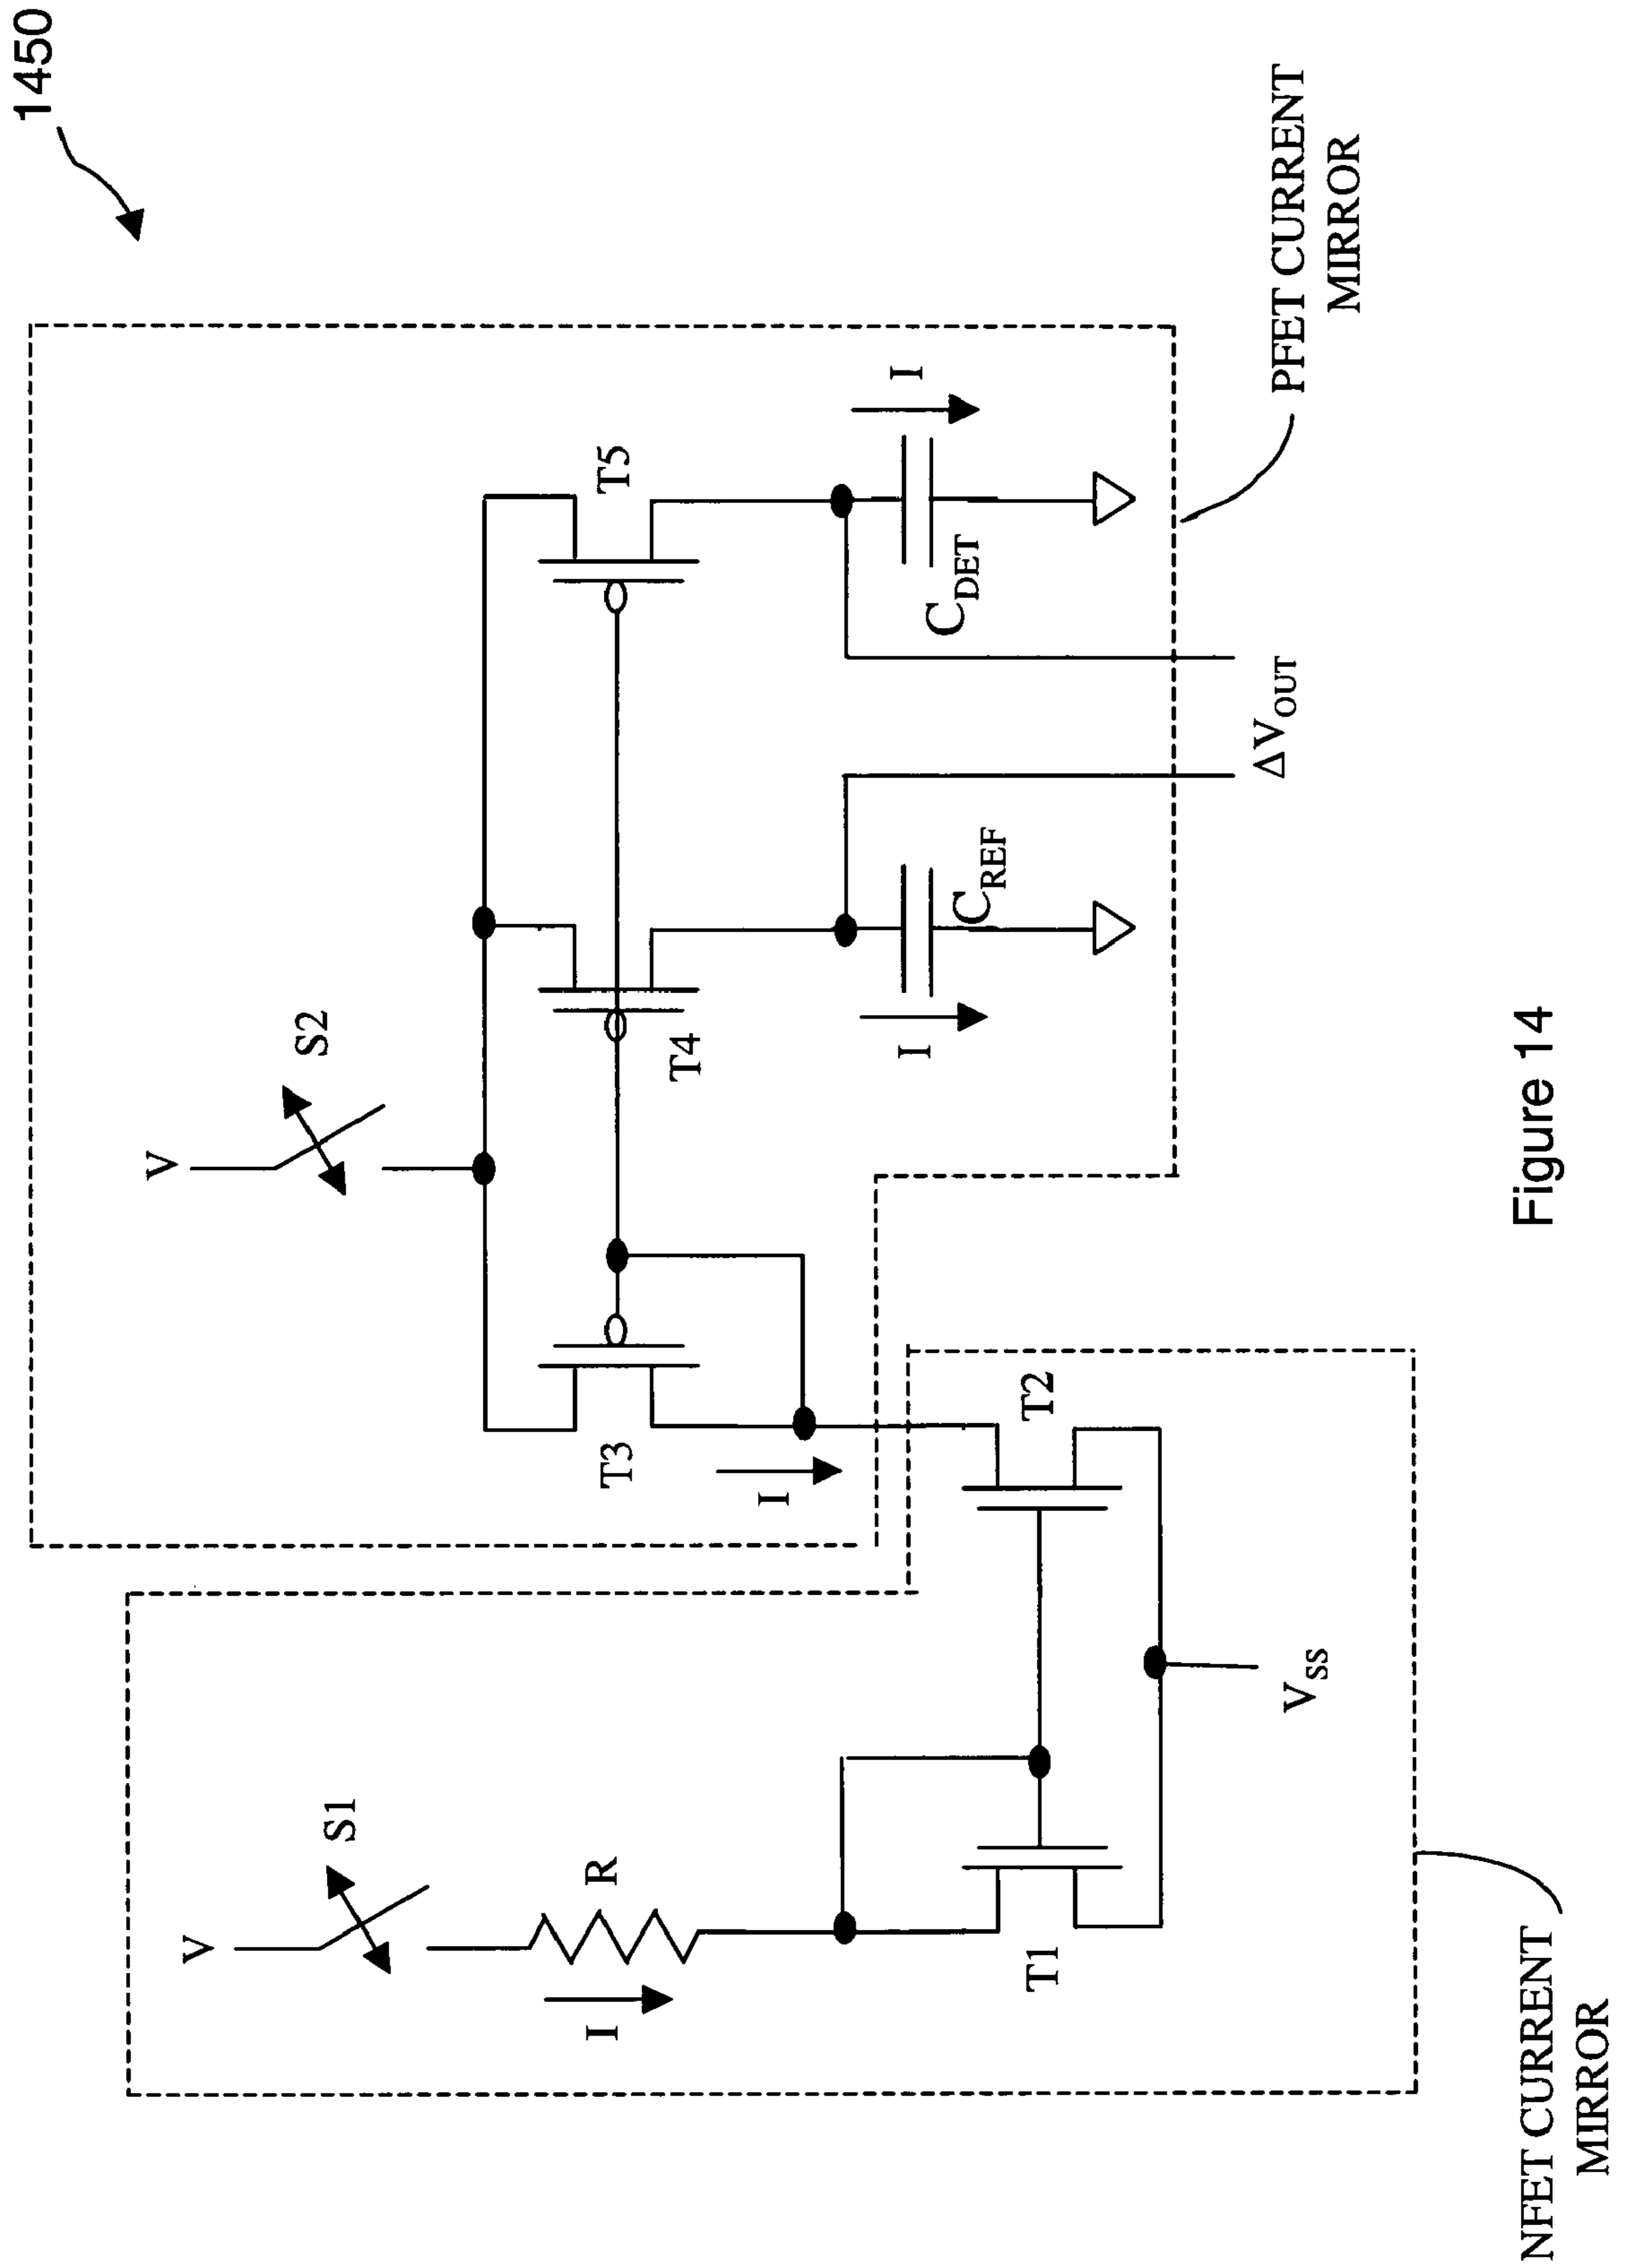 1450
V
S2
V
S1
T3
T4
T5
I
R
I
I
C_REF
C_DET
I
T1
T2
ΔV_OUT
V_SS
PFET CURRENT
MIRROR
NFET CURRENT
MIRROR
Figure 14